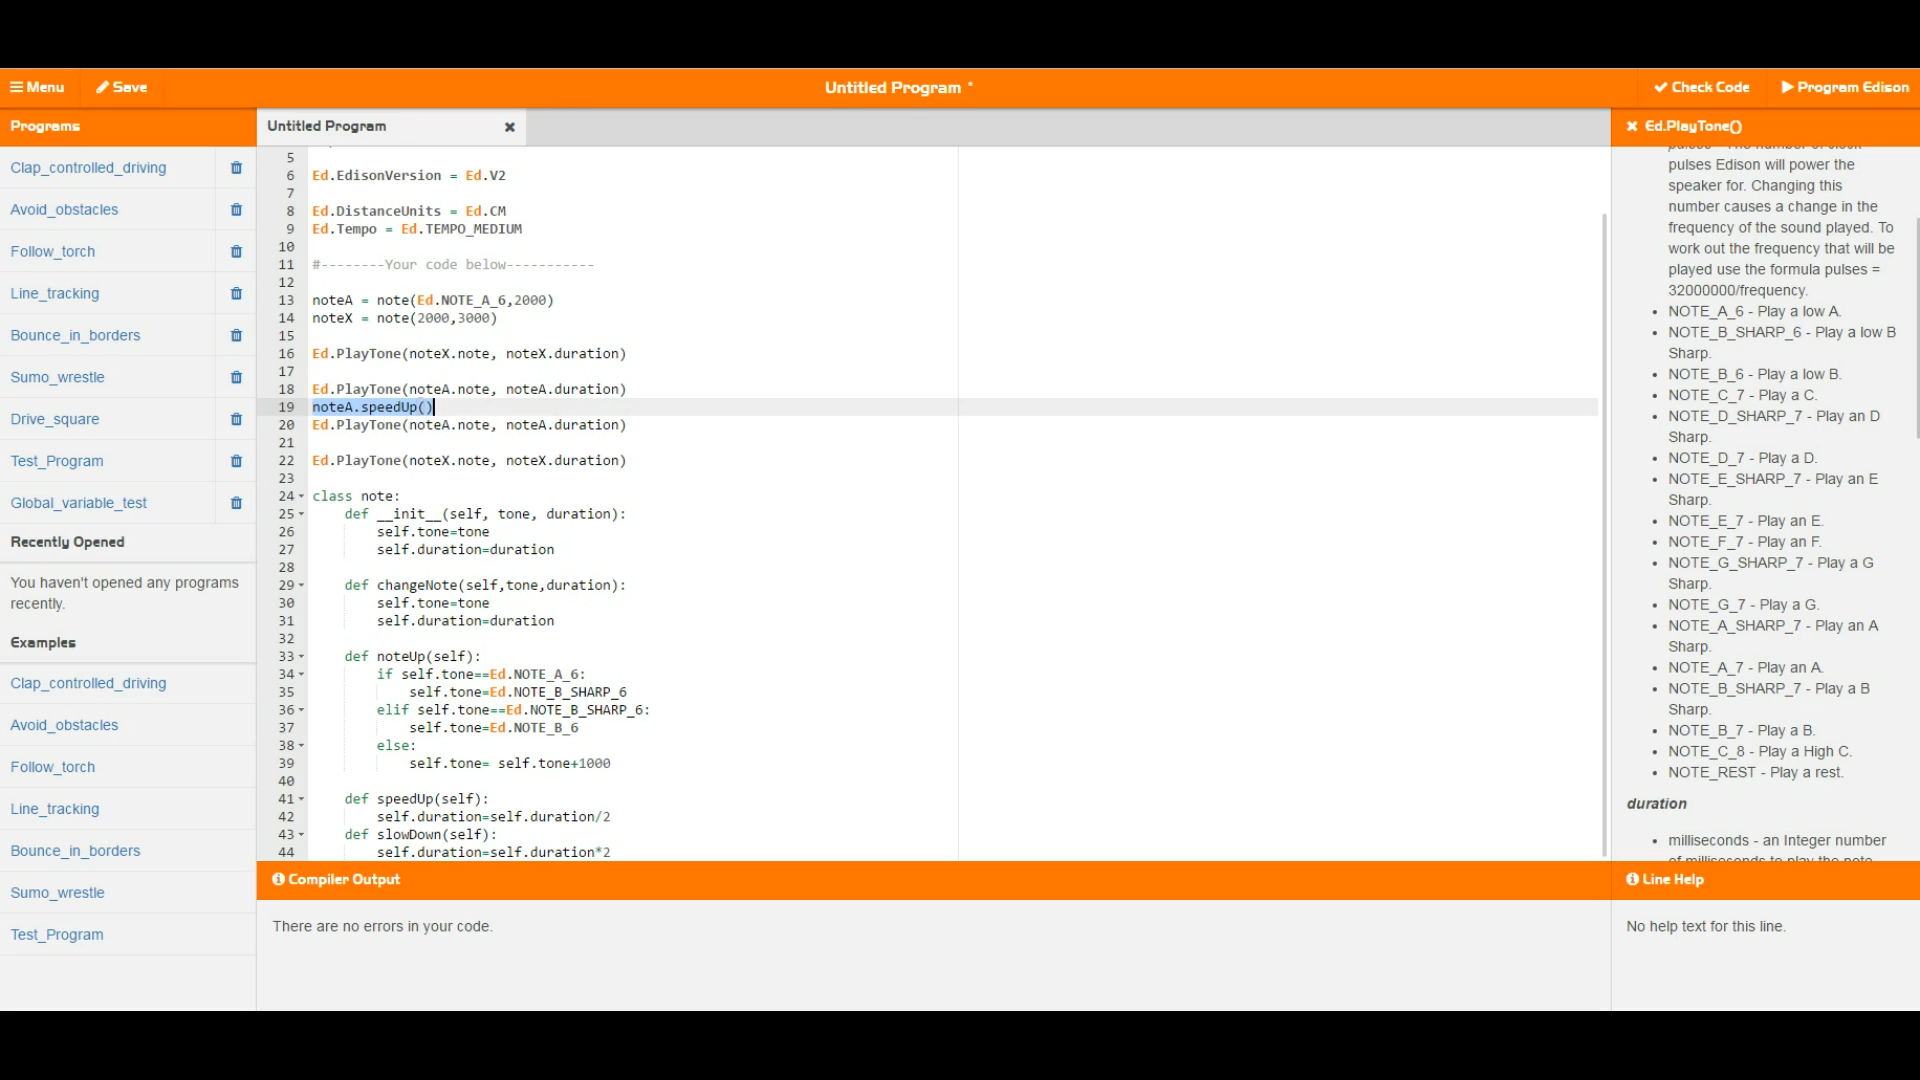 Menu Save Untitled Program * Check Code Program Edison
Programs
Clap_controlled_driving
Avoid_obstacles
Follow_torch
Line_tracking
Bounce_in_borders
Sumo_wrestle
Drive_square
Test_Program
Global_variable_test
Recently Opened
You haven't opened any programs
recently.
Examples
Clap_controlled_driving
Avoid_obstacles
Follow_torch
Line_tracking
Bounce_in_borders
Sumo_wrestle
Test_Program
Untitled Program
5
6 Ed.EdisonVersion = Ed.V2
7
8 Ed.DistanceUnits = Ed.CM
9 Ed.Tempo = Ed.TEMPO_MEDIUM
10
11 #--------Your code below-----------
12
13 noteA = note(Ed.NOTE_A_6,2000)
14 noteX = note(2000,3000)
15
16 Ed.PlayTone(noteX.note, noteX.duration)
17
18 Ed.PlayTone(noteA.note, noteA.duration)
19 noteA.speedUp()
20 Ed.PlayTone(noteA.note, noteA.duration)
21
22 Ed.PlayTone(noteX.note, noteX.duration)
23
24 class note:
25 def __init__(self, tone, duration):
26 self.tone=tone
27 self.duration=duration
28
29 def changeNote(self,tone,duration):
30 self.tone=tone
31 self.duration=duration
32
33 def noteUp(self):
34 if self.tone==Ed.NOTE_A_6:
35 self.tone=Ed.NOTE_B_SHARP_6
36 elif self.tone==Ed.NOTE_B_SHARP_6:
37 self.tone=Ed.NOTE_B_6
38 else:
39 self.tone= self.tone+1000
40
41 def speedUp(self):
42 self.duration=self.duration/2
43 def slowDown(self):
44 self.duration=self.duration*2
Compiler Output
There are no errors in your code.
Ed.PlayTone()
pulses - The number of clock
pulses Edison will power the
speaker for. Changing this
number causes a change in the
frequency of the sound played. To
work out the frequency that will be
played use the formula pulses =
32000000/frequency.
• NOTE_A_6 - Play a low A.
• NOTE_B_SHARP_6 - Play a low B
Sharp.
• NOTE_B_6 - Play a low B.
• NOTE_C_7 - Play a C.
• NOTE_D_SHARP_7 - Play an D
Sharp.
• NOTE_D_7 - Play a D.
• NOTE_E_SHARP_7 - Play an E
Sharp.
• NOTE_E_7 - Play an E.
• NOTE_F_7 - Play an F.
• NOTE_G_SHARP_7 - Play a G
Sharp.
• NOTE_G_7 - Play a G.
• NOTE_A_SHARP_7 - Play an A
Sharp.
• NOTE_A_7 - Play an A.
• NOTE_B_SHARP_7 - Play a B
Sharp.
• NOTE_B_7 - Play a B.
• NOTE_C_8 - Play a High C.
• NOTE_REST - Play a rest.
duration
• milliseconds - an Integer number
of milliseconds to play the note
Line Help
No help text for this line.